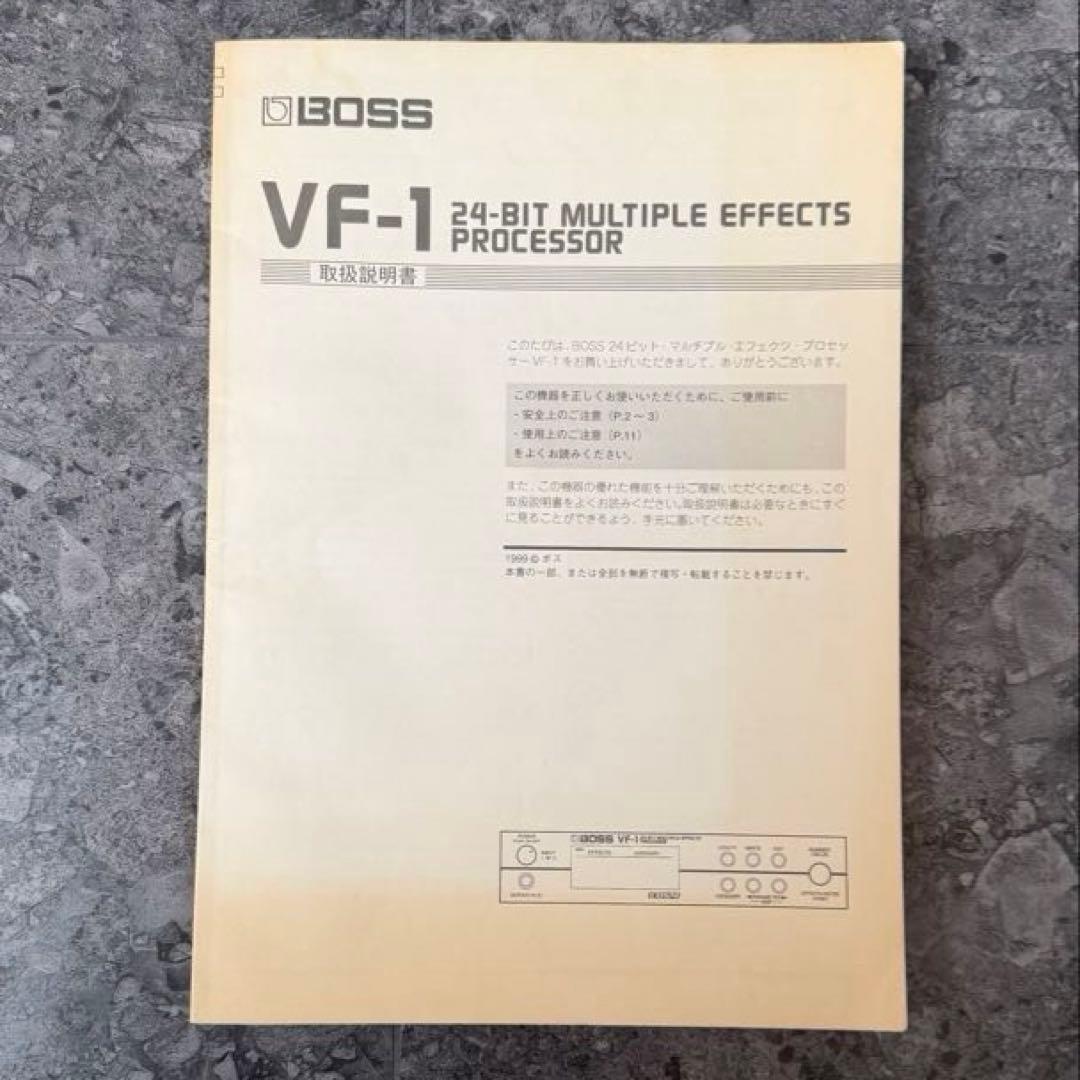 BOSS
VF-1 24-BIT MULTIPLE EFFECTS
PROCESSOR
取扱説明書
このたびは、BOSS 24ビット・マルチプル・エフェクツ・プロセッ
サーVF-1をお買い上げいただきまして、ありがとうございます。
この機器を正しくお使いいただくために、ご使用前に
・安全上のご注意（P.2〜3）
・使用上のご注意（P.11）
をよくお読みください。
また、この機器の優れた機能を十分ご理解いただくためにも、この
取扱説明書をよくお読みください。取扱説明書は必要なときにすぐ
に見ることができるよう、手元に置いてください。
1999 © ボス
本書の一部、または全部を無断で複写・転載することを禁じます。
BOSS VF-1